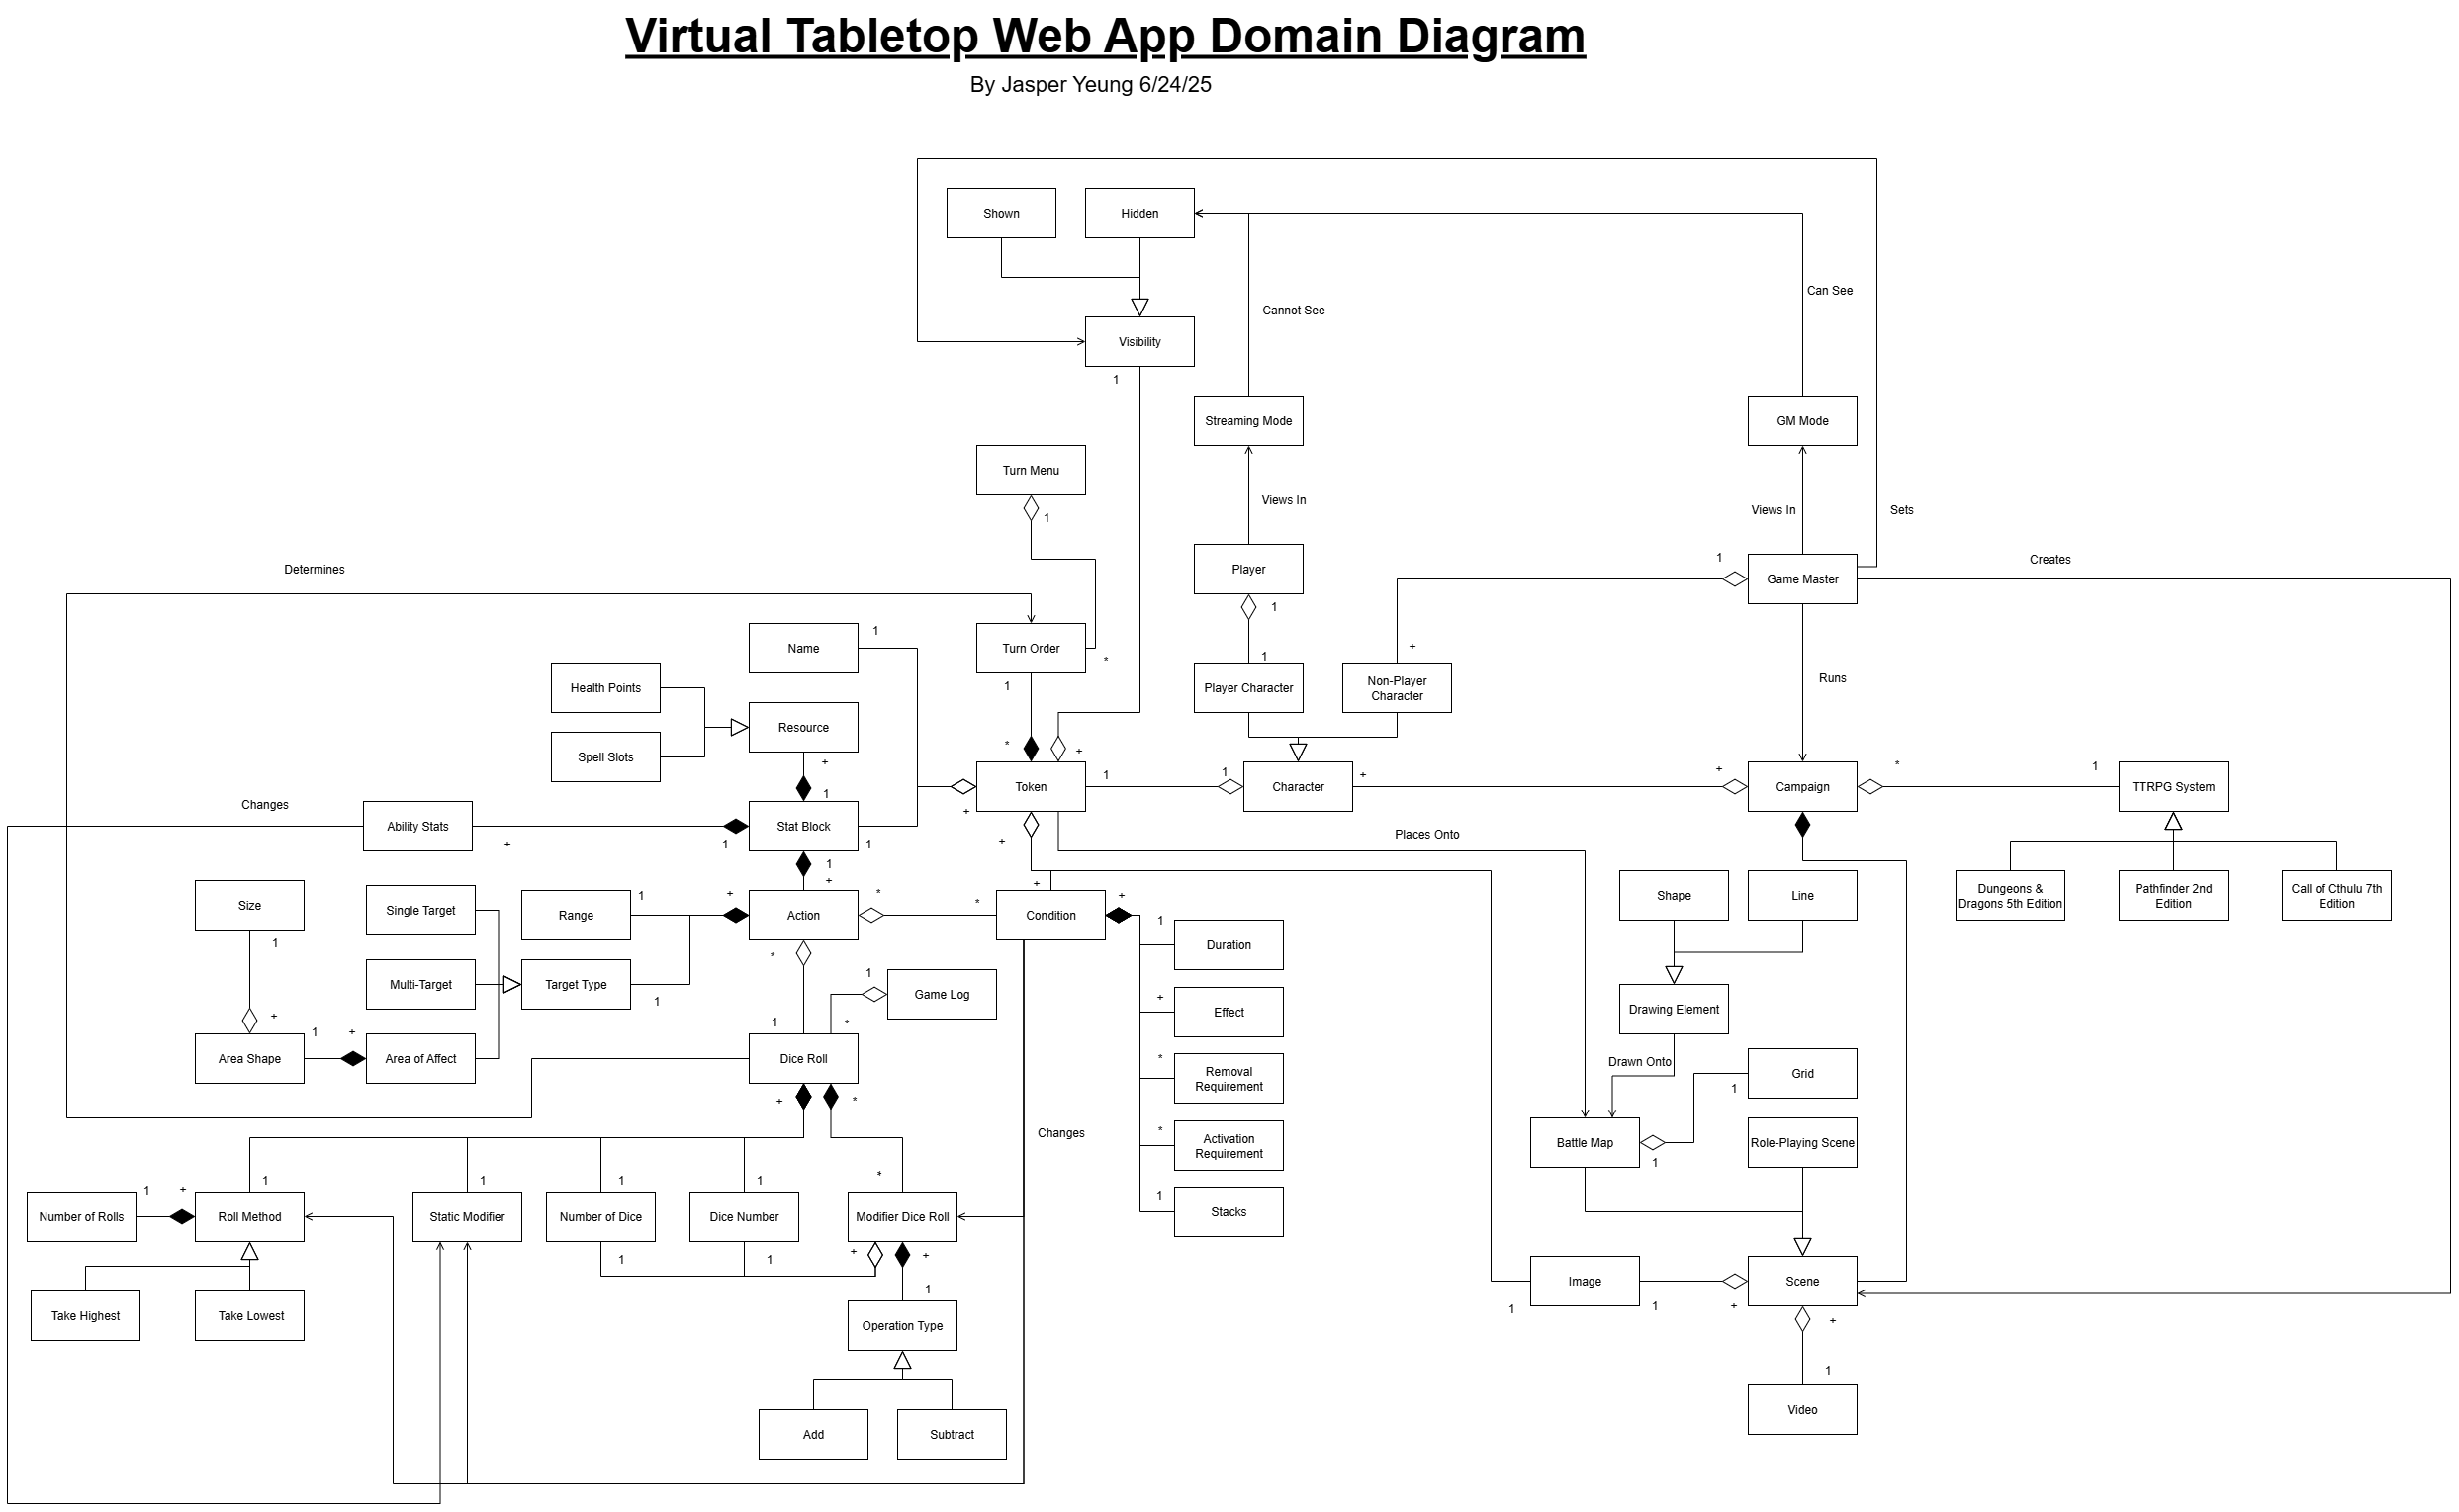 Virtual Tabletop Web App Domain Diagram
By Jasper Yeung 6/24/25
Shown
Hidden
Can See
Cannot See
Visibility
1
Streaming Mode
GM Mode
Turn Menu
1
Views In
Views In
Sets
Determines
Player
1
Game Master
Creates
1
1
Name
Turn Order
*
1
+
1
Health Points
Resource
Player Character
Non-Player
Character
Runs
Spell Slots
+
1
*
+
Token
+
1
1
Character
+
+
Campaign
*
1
TTRPG System
Changes
Ability Stats
+
1
Stat Block
1
+
Places Onto
1
+
Size
1
Single Target
Range
1
+
Action
*
*
+
Condition
+
Shape
Line
Dungeons &
Dragons 5th Edition
Pathfinder 2nd
Edition
Call of Cthulu 7th
Edition
1
Duration
Multi-Target
Target Type
1
*
1
Game Log
+
Effect
Drawing Element
+
1
+
1
*
Area Shape
Area of Affect
Dice Roll
*
Removal
Requirement
Drawn Onto
Grid
1
+
*
Changes
*
Activation
Requirement
Battle Map
1
Role-Playing Scene
1
+
1
1
1
1
*
1
Number of Rolls
Roll Method
Static Modifier
Number of Dice
Dice Number
Modifier Dice Roll
Stacks
1
1
+
+
1
Image
1
1
+
Scene
+
Take Highest
Take Lowest
Operation Type
1
Video
Add
Subtract